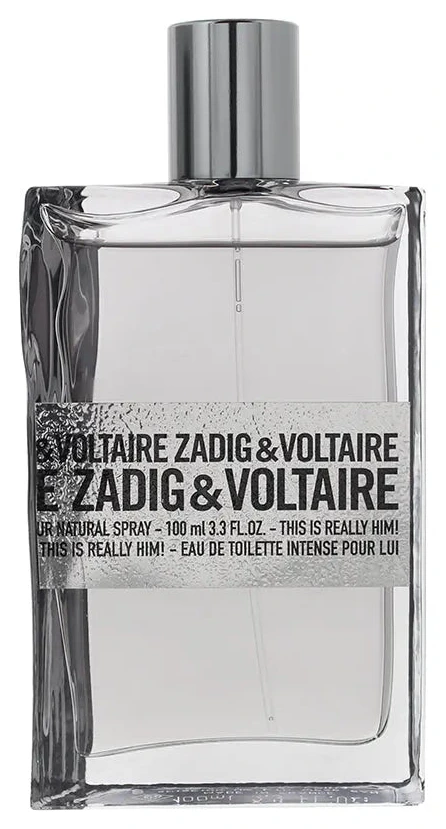 &VOLTAIRE ZADIG&VOLTAIRE
E ZADIG&VOLTAIRE
UR NATURAL SPRAY – 100 ml 3.3 FL.OZ. – THIS IS REALLY HIM!
THIS IS REALLY HIM! – EAU DE TOILETTE INTENSE POUR LUI